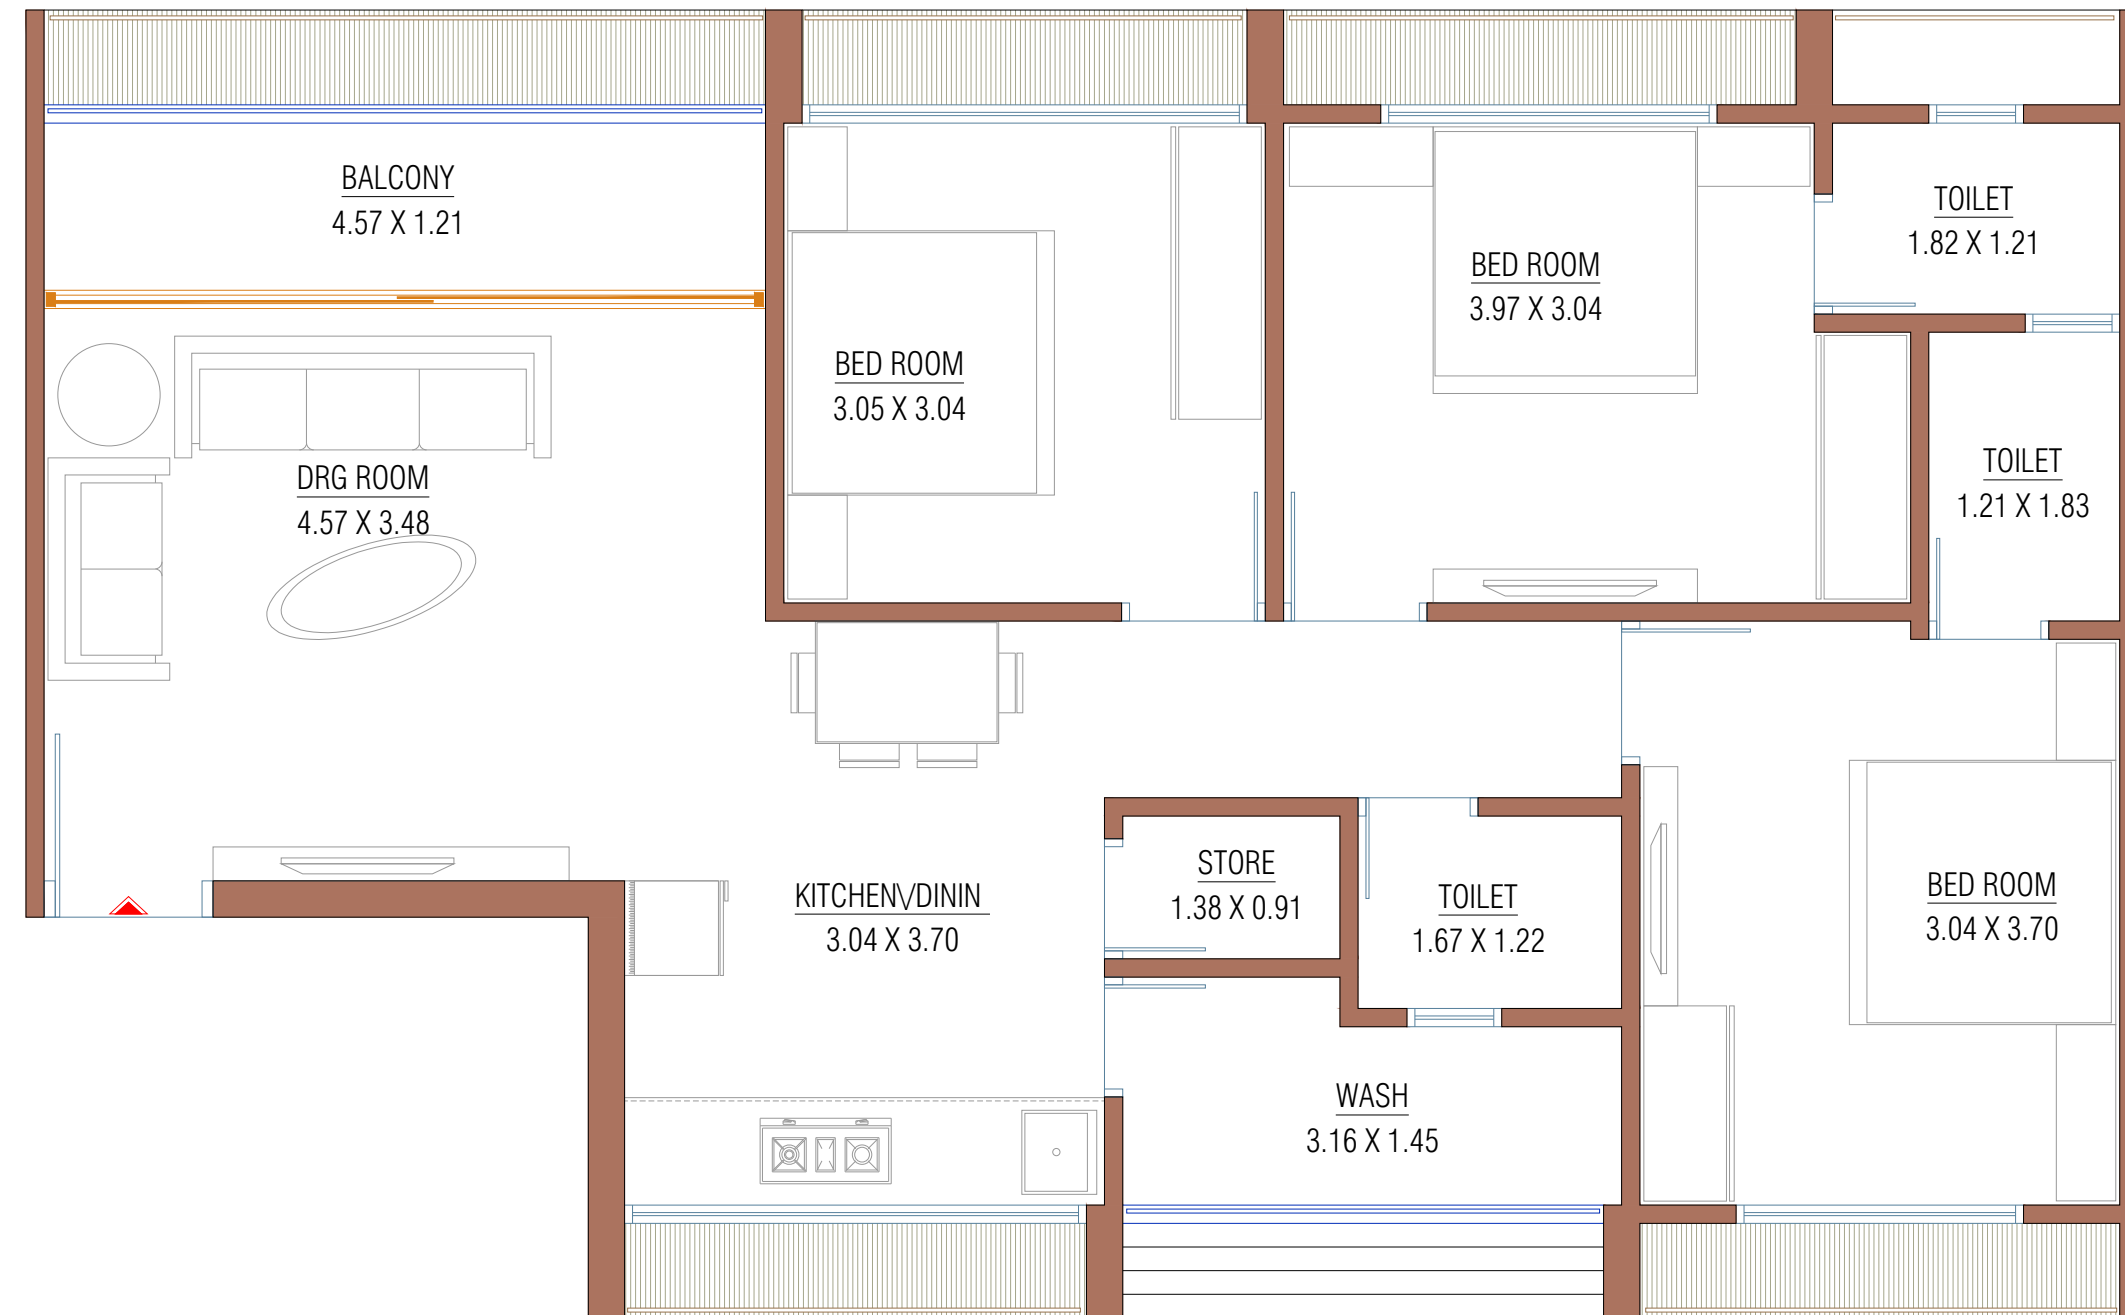 BALCONY
4.57 X 1.21
TOILET
1.82 X 1.21
BED ROOM
3.97 X 3.04
BED ROOM
3.05 X 3.04
DRG ROOM
4.57 X 3.48
TOILET
1.21 X 1.83
STORE
1.38 X 0.91
KITCHEN\/DININ
3.04 X 3.70
TOILET
1.67 X 1.22
BED ROOM
3.04 X 3.70
WASH
3.16 X 1.45